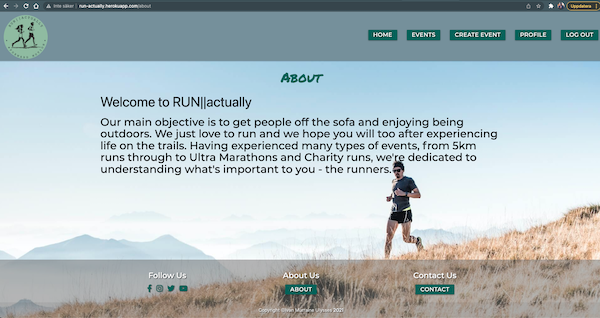 Inte säker | run-actually.herokuapp.com/about
Uppdatera
HOME EVENTS CREATE EVENT PROFILE LOG OUT
About
Welcome to RUN||actually
Our main objective is to get people off the sofa and enjoying being
outdoors. We just love to run and we hope you will too after experiencing
life on the trails. Having experienced many types of events, from 5km
runs through to Ultra Marathons and Charity runs, we're dedicated to
understanding what's important to you - the runners.
Follow Us About Us Contact Us
ABOUT CONTACT
Copyright 2021